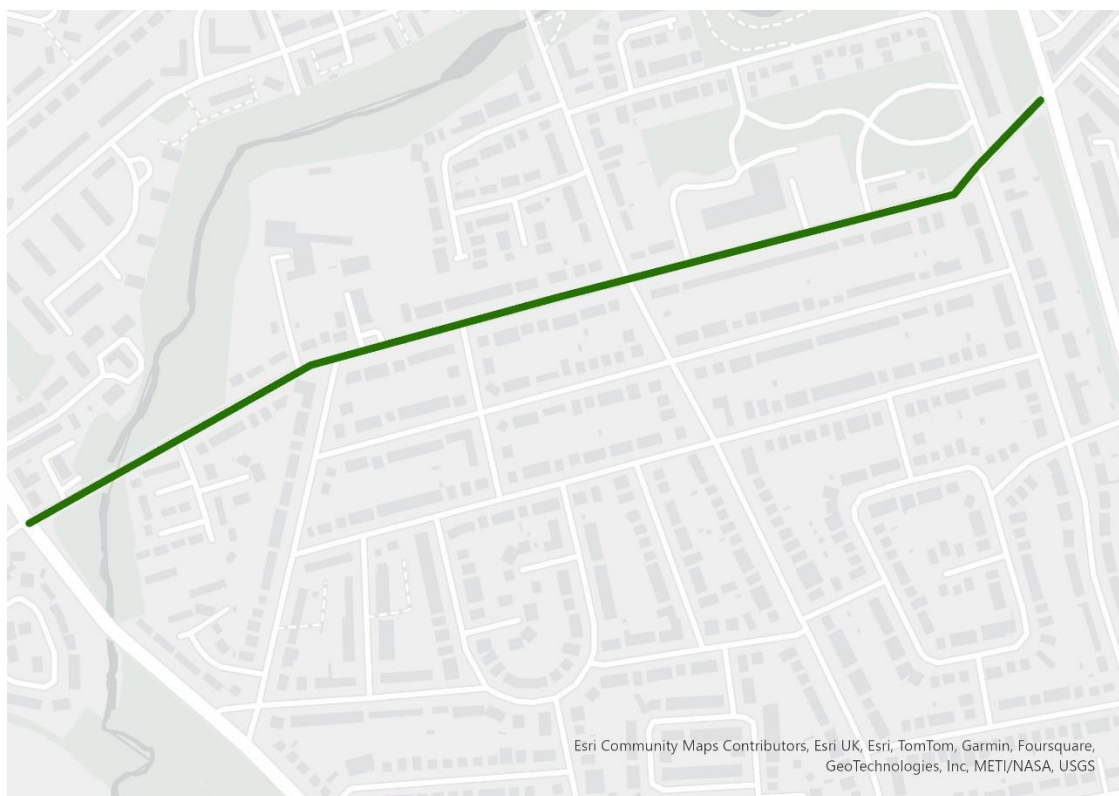 Esri Community Maps Contributors, Esri UK, Esri, TomTom, Garmin, Foursquare,
GeoTechnologies, Inc, METI/NASA, USGS